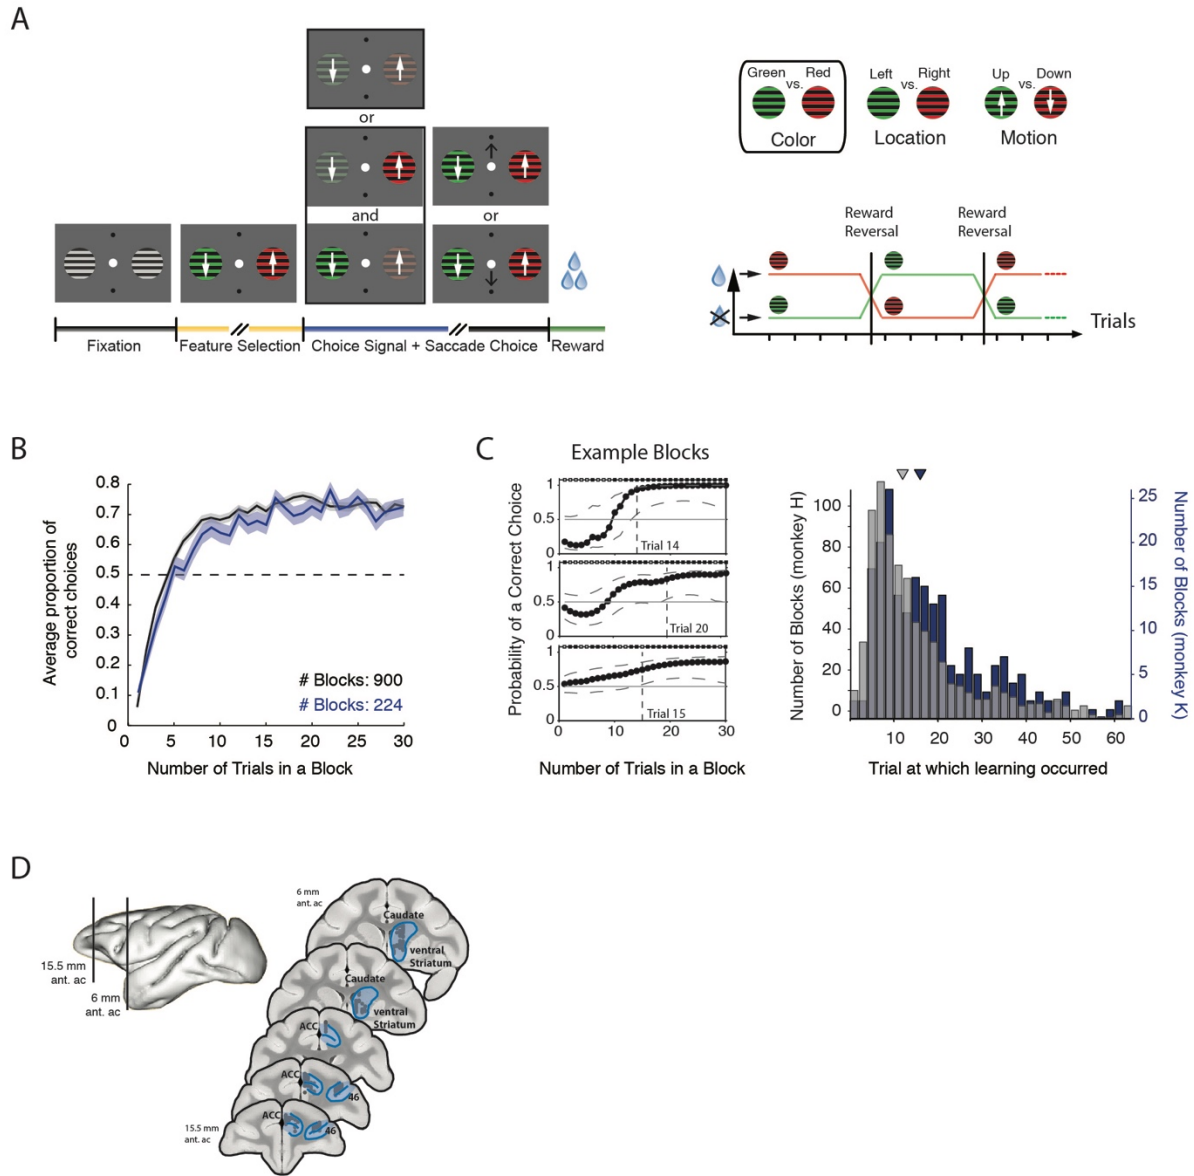 A
or
and
or
Fixation
Feature Selection
Choice Signal + Saccade Choice
Reward
Green vs. Red
Color
Left vs. Right
Location
Up vs. Down
Motion
Reward
Reversal
Reward
Reversal
Trials
B
Average proportion of
correct choices
0.8
0.7
0.6
0.5
0.4
0.3
0.2
0.1
0
# Blocks: 900
# Blocks: 224
0 5 10 15 20 25 30
Number of Trials in a Block
C
Example Blocks
Probability of a Correct Choice
1
0.5
0
Trial 14
1
0.5
0
Trial 20
1
0.5
0
Trial 15
0 10 20 30
Number of Trials in a Block
Number of Blocks (monkey H)
100
80
60
40
20
0
25
20
15
10
5
0
Number of Blocks (monkey K)
10 20 30 40 50 60
Trial at which learning occurred
D
15.5 mm
ant. ac
6 mm
ant. ac
6 mm
ant. ac
Caudate
ventral
Striatum
Caudate
ventral
Striatum
ACC
ACC
46
ACC
46
15.5 mm
ant. ac